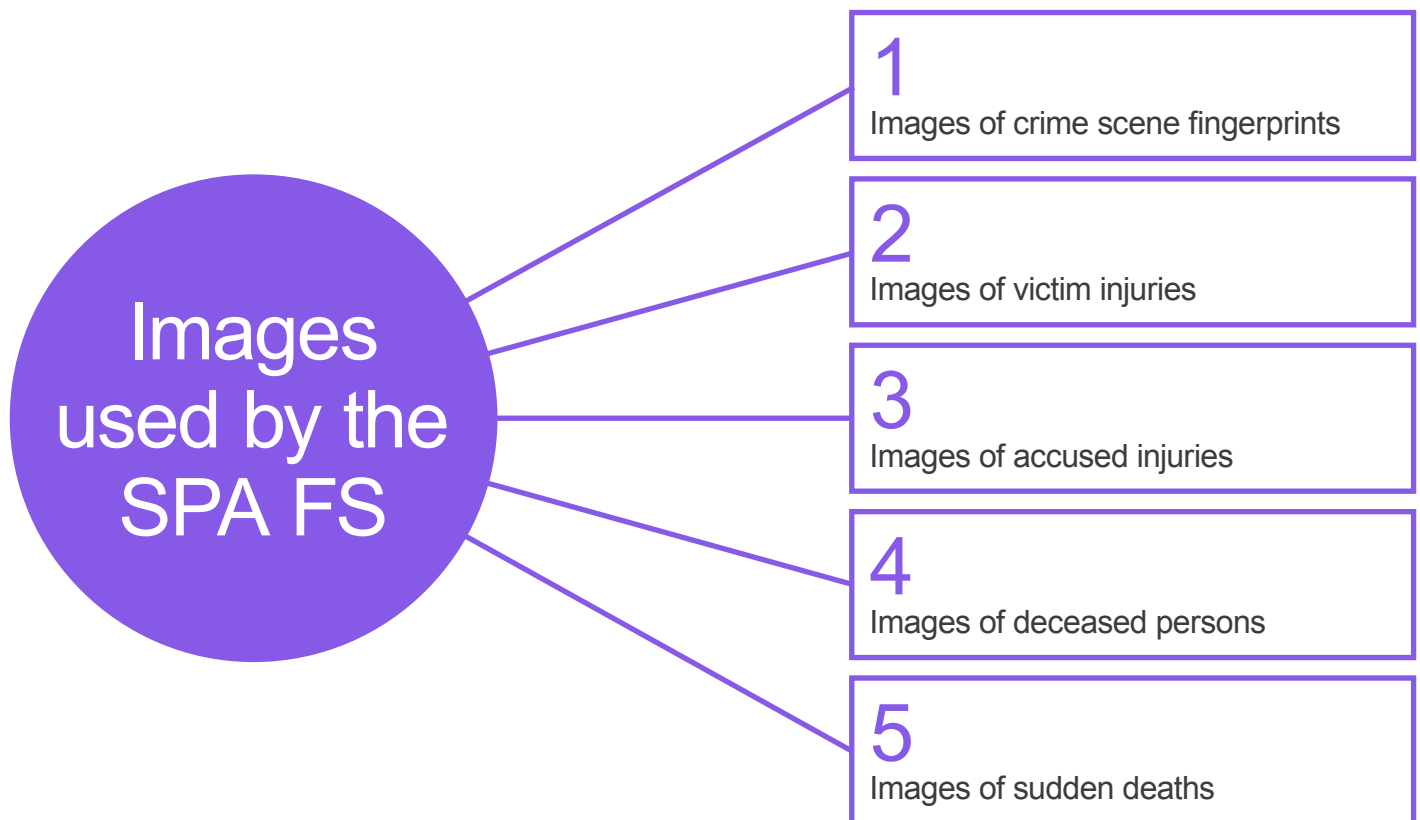 Images
used by the
SPA FS
1
Images of crime scene fingerprints
2
Images of victim injuries
3
Images of accused injuries
4
Images of deceased persons
5
Images of sudden deaths